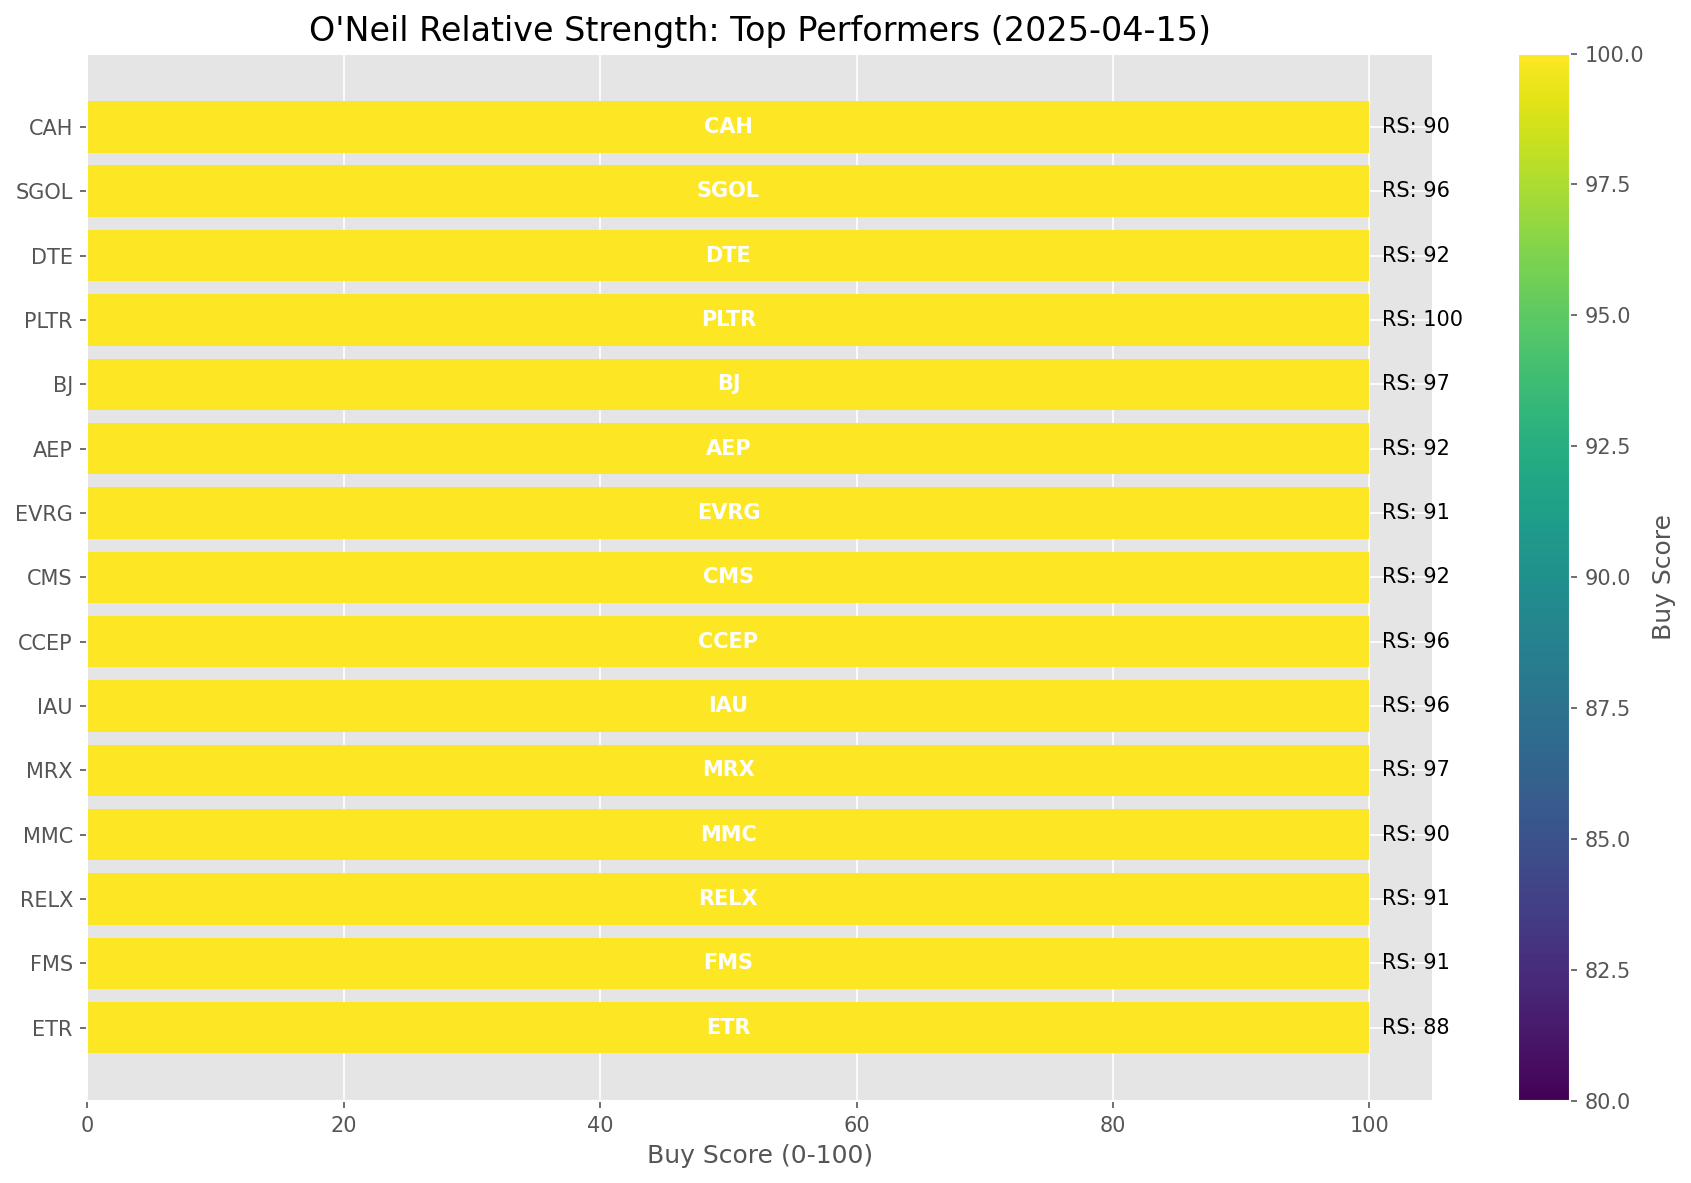 O'Neil Relative Strength: Top Performers (2025-04-15)
CAH CAH RS: 90
SGOL SGOL RS: 96
DTE DTE RS: 92
PLTR PLTR RS: 100
BJ BJ RS: 97
AEP AEP RS: 92
EVRG EVRG RS: 91
CMS CMS RS: 92
CCEP CCEP RS: 96
IAU IAU RS: 96
MRX MRX RS: 97
MMC MMC RS: 90
RELX RELX RS: 91
FMS FMS RS: 91
ETR ETR RS: 88
0 20 40 60 80 100
Buy Score (0-100)
100.0
97.5
95.0
92.5
90.0
87.5
85.0
82.5
80.0
Buy Score